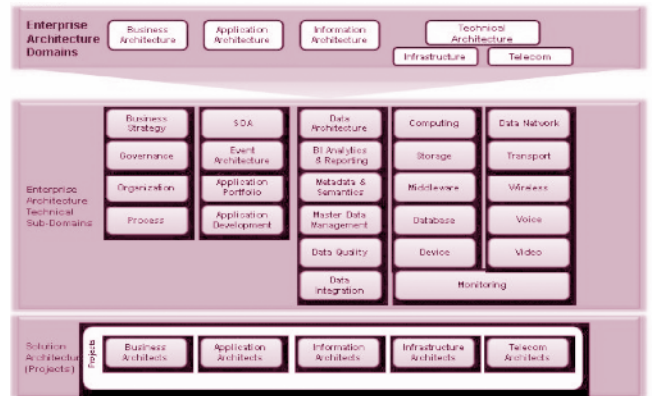 Enterprise
Architecture
Domains
Business
Architecture
Application
Architecture
Information
Architecture
Technical
Architecture
Infrastructure
Telecom
Enterprise
Architecture
Technical
Sub-Domains
Business
Strategy
Governance
Organization
Process
SOA
Event
Architecture
Application
Portfolio
Application
Development
Data
Architecture
BI Analytics
& Reporting
Metadata &
Semantics
Master Data
Management
Data Quality
Data
Integration
Computing
Storage
Middleware
Database
Device
Data Network
Transport
Wireless
Voice
Video
Monitoring
Solution
Architecture
(Projects)
Projects
Business
Architects
Application
Architects
Information
Architects
Infrastructure
Architects
Telecom
Architects